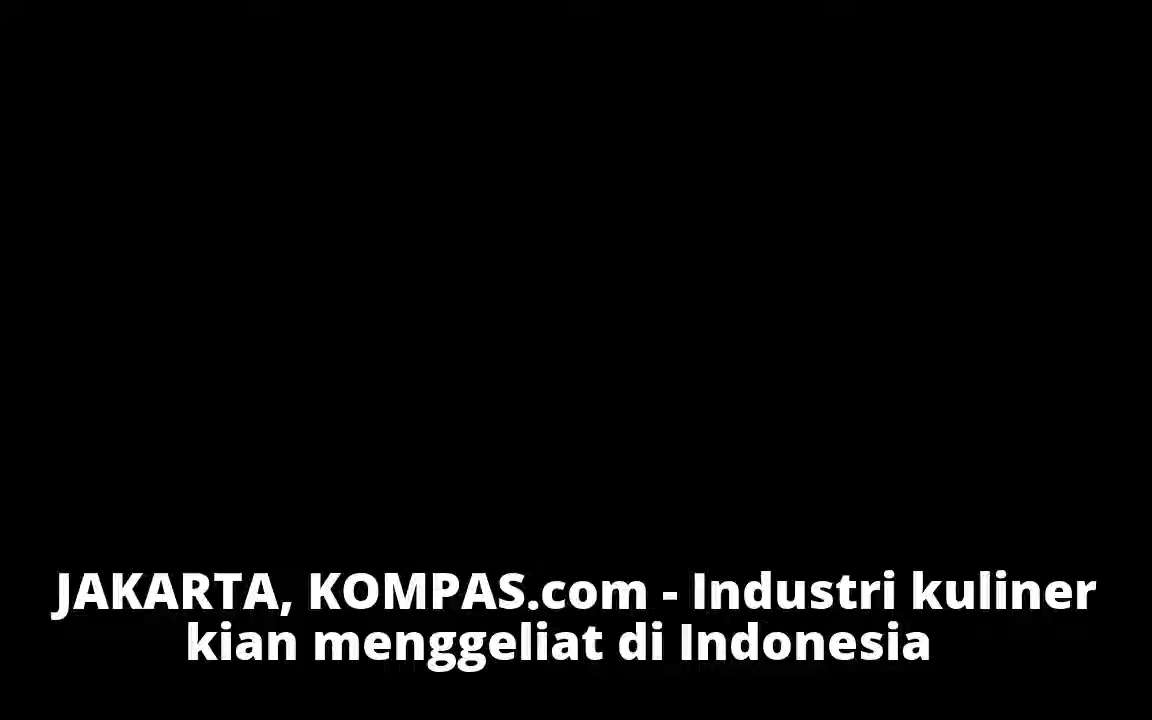 JAKARTA, KOMPAS.com - Industri kuliner
kian menggeliat di Indonesia